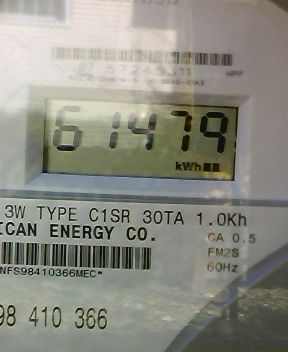 HPP
61479
kWh
3W TYPE C1SR 30TA 1.0Kh
ICAN ENERGY CO.
CA 0.5
FM2S
60Hz
NFS98410366MEC*
98 410 366